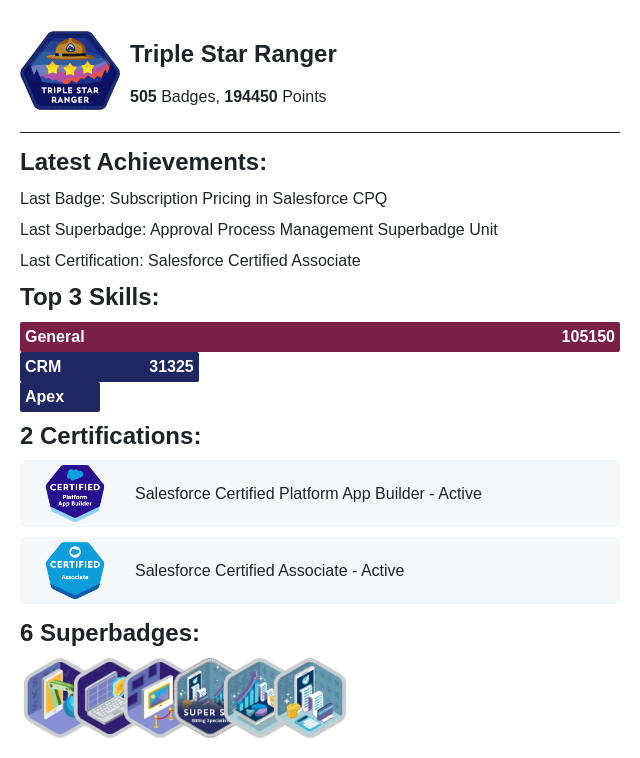 TRIPLE STAR
RANGER
Triple Star Ranger
505 Badges, 194450 Points
Latest Achievements:
Last Badge: Subscription Pricing in Salesforce CPQ
Last Superbadge: Approval Process Management Superbadge Unit
Last Certification: Salesforce Certified Associate
Top 3 Skills:
General 105150
CRM 31325
Apex
2 Certifications:
CERTIFIED
Platform
App Builder
Salesforce Certified Platform App Builder - Active
CERTIFIED
Associate
Salesforce Certified Associate - Active
6 Superbadges:
SUPER S
Billing Specialis